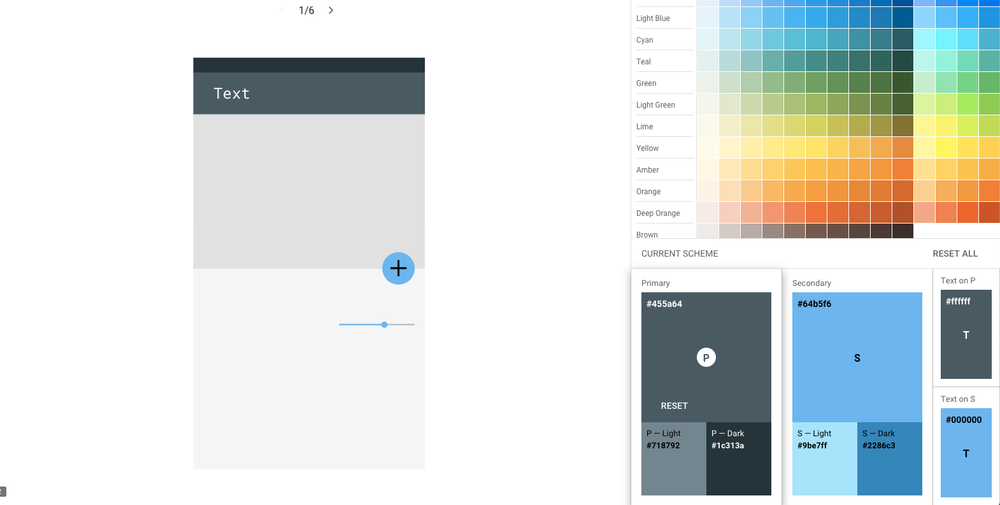 1/6
Text
Light Blue
Cyan
Teal
Green
Light Green
Lime
Yellow
Amber
Orange
Deep Orange
Brown
CURRENT SCHEME
RESET ALL
Primary
#455a64
P
RESET
P — Light
#718792
P — Dark
#1c313a
Secondary
#64b5f6
S
S — Light
#9be7ff
S — Dark
#2286c3
Text on P
#ffffff
T
Text on S
#000000
T